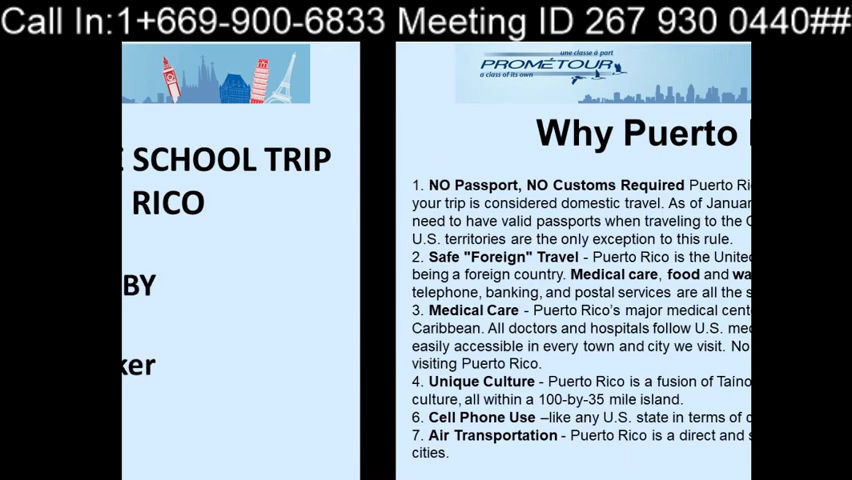 Call In:1+669-900-6833 Meeting ID 267 930 0440##
SCHOOL TRIP
RICO
BY
une classe à part
PROMÉTOUR
a class of its own
Why Puerto
1. NO Passport, NO Customs Required Puerto
your trip is considered domestic travel. As of
need to have valid passports when traveling to the
U.S. territories are the only exception to this rule.
2. Safe "Foreign" Travel - Puerto Rico is the
being a foreign country. Medical care, food and
telephone, banking, and postal services are all the
3. Medical Care - Puerto Rico's major medical
Caribbean. All doctors and hospitals follow U.S.
easily accessible in every town and city we visit. No
visiting Puerto Rico.
4. Unique Culture - Puerto Rico is a fusion of Taíno
culture, all within a 100-by-35 mile island.
6. Cell Phone Use –like any U.S. state in terms of
7. Air Transportation - Puerto Rico is a direct and
cities.